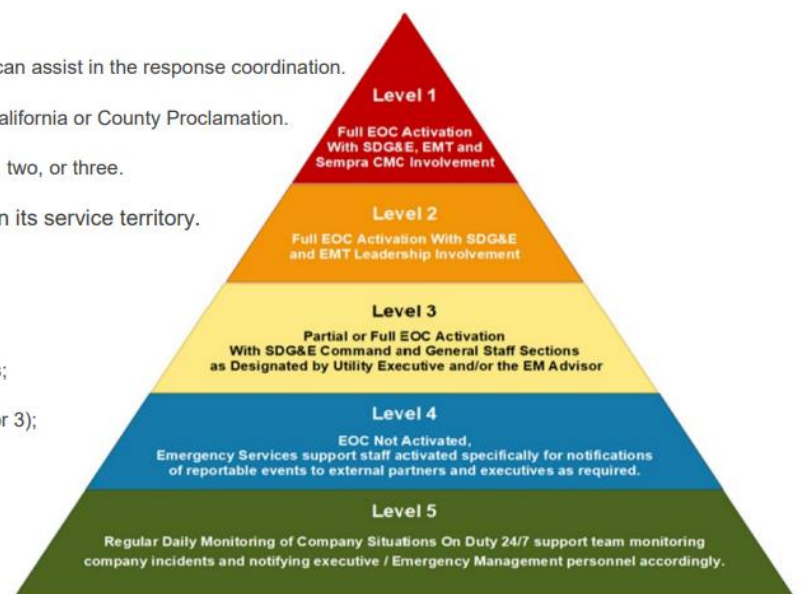 can assist in the response coordination.
alifornia or County Proclamation.
two, or three.
n its service territory.
;
or 3);
Level 1
Full EOC Activation
With SDG&E, EMT and
Sempra CMC Involvement
Level 2
Full EOC Activation With SDG&E
and EMT Leadership Involvement
Level 3
Partial or Full EOC Activation
With SDG&E Command and General Staff Sections
as Designated by Utility Executive and/or the EM Advisor
Level 4
EOC Not Activated,
Emergency Services support staff activated specifically for notifications
of reportable events to external partners and executives as required.
Level 5
Regular Daily Monitoring of Company Situations On Duty 24/7 support team monitoring
company incidents and notifying executive / Emergency Management personnel accordingly.